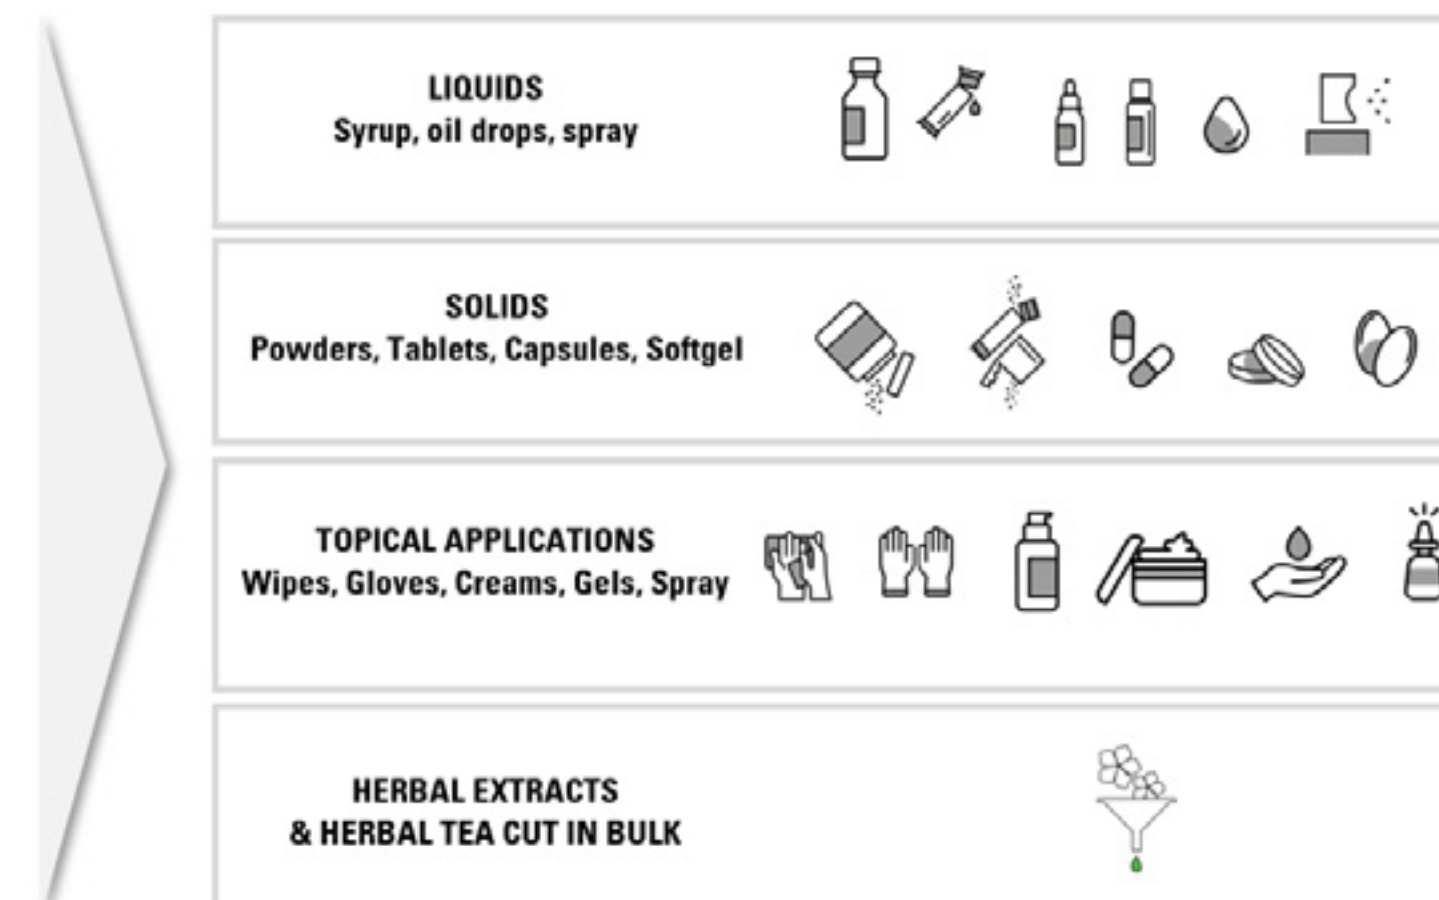 LIQUIDS
Syrup, oil drops, spray
SOLIDS
Powders, Tablets, Capsules, Softgel
TOPICAL APPLICATIONS
Wipes, Gloves, Creams, Gels, Spray
HERBAL EXTRACTS
& HERBAL TEA CUT IN BULK